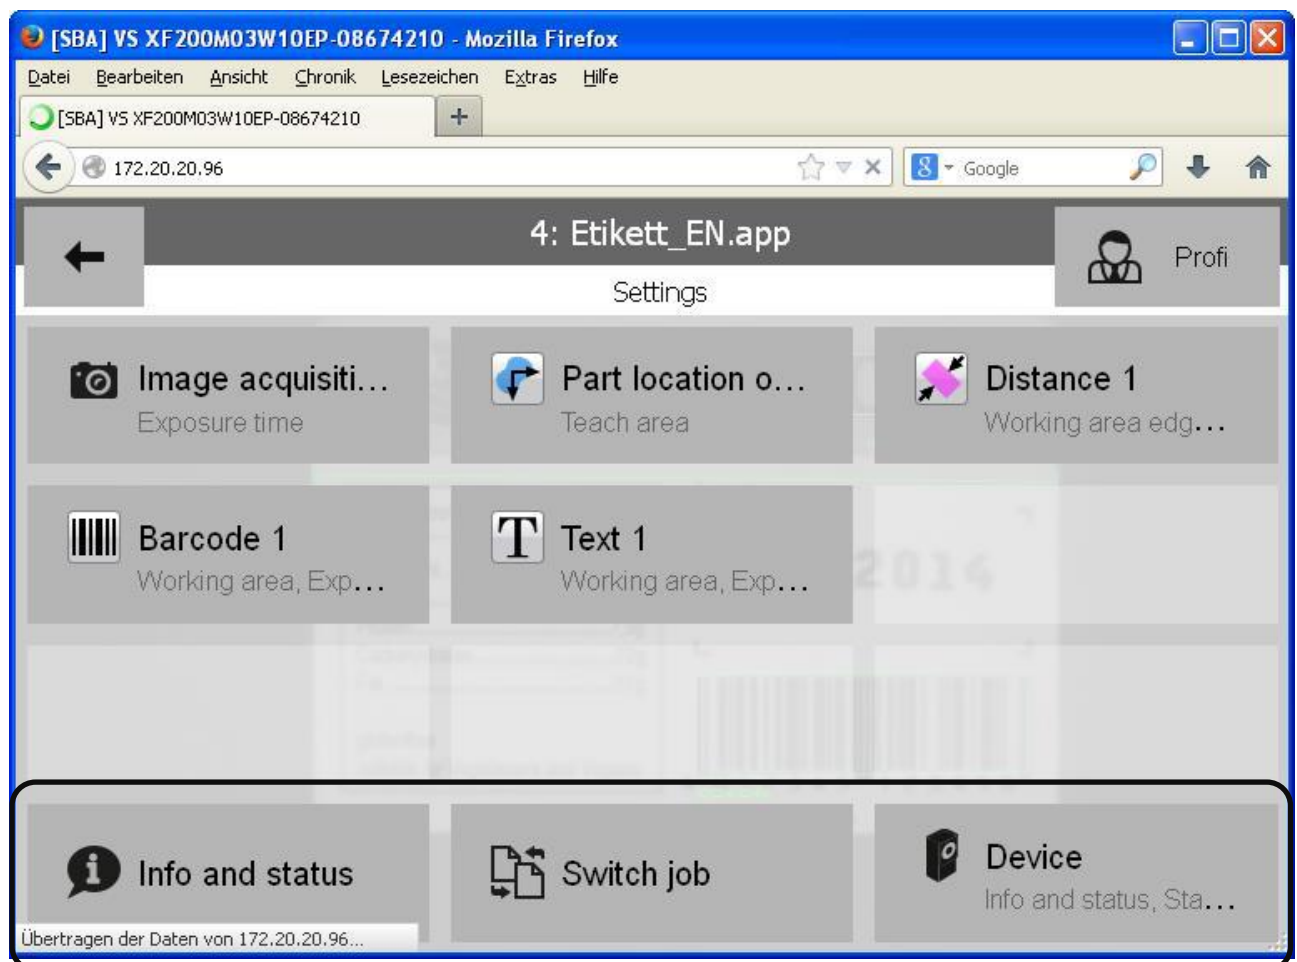 [SBA] VS XF200M03W10EP-08674210 - Mozilla Firefox
Datei Bearbeiten Ansicht Chronik Lesezeichen Extras Hilfe
[SBA] VS XF200M03W10EP-08674210 +
172.20.20.96 8 Google
4: Etikett_EN.app
Profi
Settings
Image acquisiti...
Exposure time
Part location o...
Teach area
Distance 1
Working area edg...
Barcode 1
Working area, Exp...
T Text 1
Working area, Exp...
2014
Info and status
Switch job
Device
Info and status, Sta...
Übertragen der Daten von 172.20.20.96...